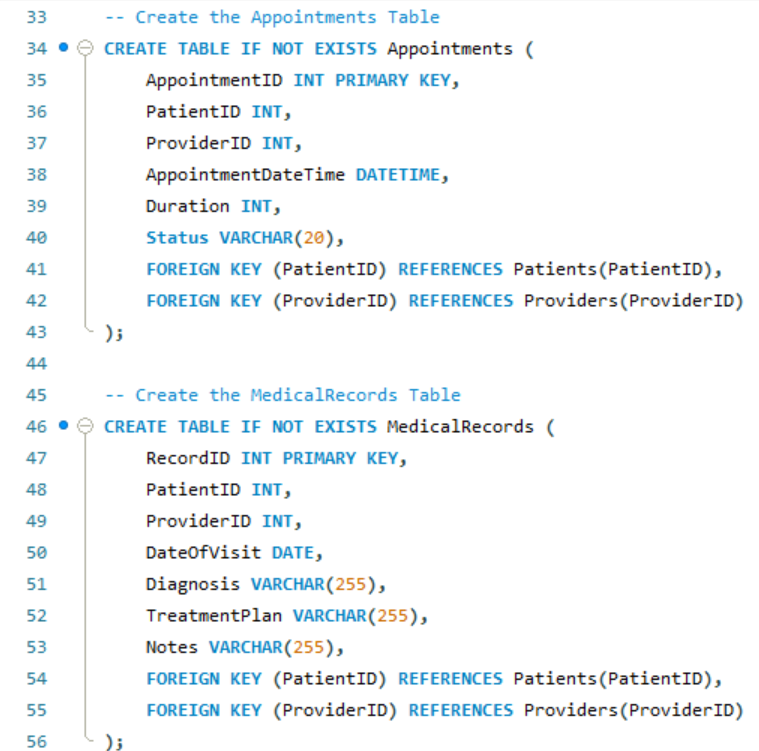 33 -- Create the Appointments Table
34 CREATE TABLE IF NOT EXISTS Appointments (
35 AppointmentID INT PRIMARY KEY,
36 PatientID INT,
37 ProviderID INT,
38 AppointmentDateTime DATETIME,
39 Duration INT,
40 Status VARCHAR(20),
41 FOREIGN KEY (PatientID) REFERENCES Patients(PatientID),
42 FOREIGN KEY (ProviderID) REFERENCES Providers(ProviderID)
43 );
44
45 -- Create the MedicalRecords Table
46 CREATE TABLE IF NOT EXISTS MedicalRecords (
47 RecordID INT PRIMARY KEY,
48 PatientID INT,
49 ProviderID INT,
50 DateOfVisit DATE,
51 Diagnosis VARCHAR(255),
52 TreatmentPlan VARCHAR(255),
53 Notes VARCHAR(255),
54 FOREIGN KEY (PatientID) REFERENCES Patients(PatientID),
55 FOREIGN KEY (ProviderID) REFERENCES Providers(ProviderID)
56 );